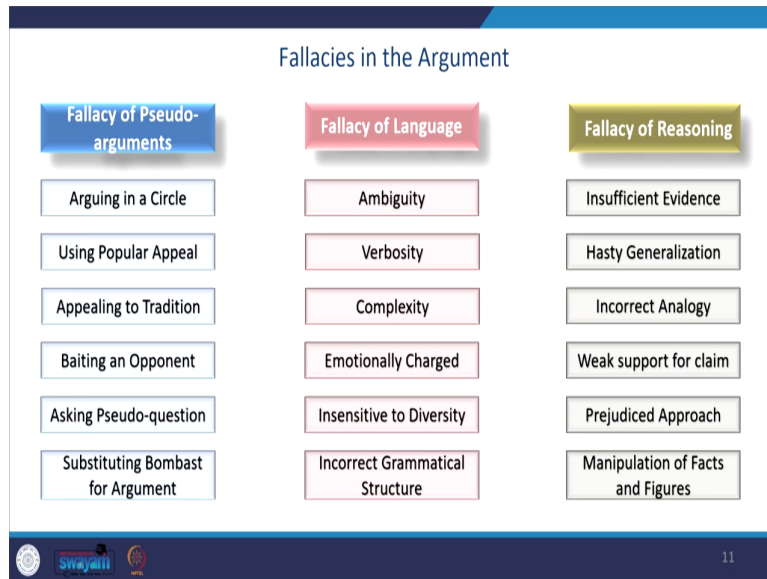 Fallacies in the Argument
Fallacy of Pseudo-
arguments
Arguing in a Circle
Using Popular Appeal
Appealing to Tradition
Baiting an Opponent
Asking Pseudo-question
Substituting Bombast
for Argument
Fallacy of Language
Ambiguity
Verbosity
Complexity
Emotionally Charged
Insensitive to Diversity
Incorrect Grammatical
Structure
Fallacy of Reasoning
Insufficient Evidence
Hasty Generalization
Incorrect Analogy
Weak support for claim
Prejudiced Approach
Manipulation of Facts
and Figures
swayam
NPTEL
11